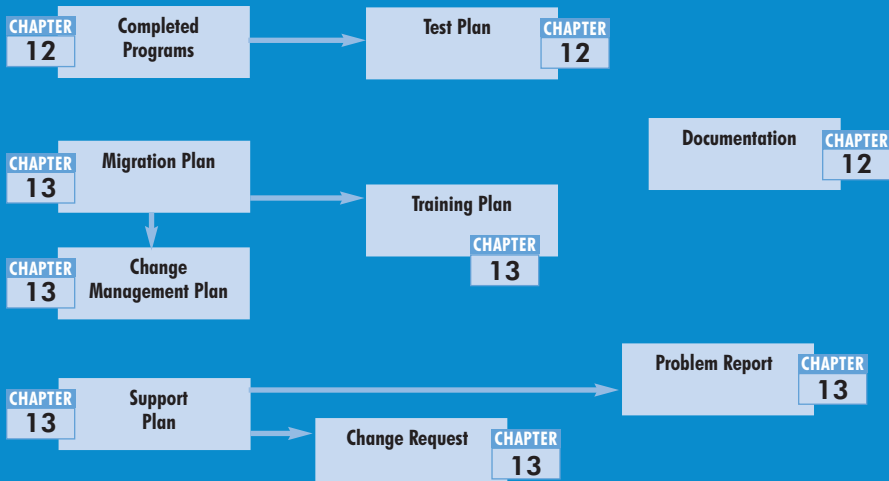 CHAPTER
12
Completed
Programs
Test Plan
CHAPTER
12
Documentation
CHAPTER
12
CHAPTER
13
Migration Plan
Training Plan
CHAPTER
13
CHAPTER
13
Change
Management Plan
Problem Report
CHAPTER
13
CHAPTER
13
Support
Plan
Change Request
CHAPTER
13